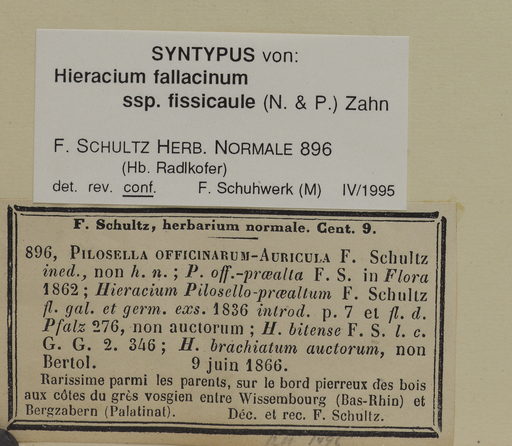 SYNTYPUS von:
Hieracium fallacinum
ssp. fissicaule (N. & P.) Zahn
F. SCHULTZ HERB. NORMALE 896
(Hb. Radlkofer)
det. rev. conf. F. Schuhwerk (M) IV/1995
F. Schultz, herbarium normale. Cent. 9.
896, PILOSELLA OFFICINARUM-AURICULA F. Schultz
ined., non h. n. ; P. off.-præalta F. S. in Flora
1862 ; Hieracium Pilosello-præaltum F. Schultz
fl. gal. et germ. exs. 1836 introd. p. 7 et fl. d.
Pfalz 276, non auctorum ; H. bitense F. S. l. c.
G. G. 2. 346 ; H. brachiatum auctorum, non
Bertol. 9 juin 1866.
Rarissime parmi les parents, sur le bord pierreux des bois
aux côtes du grès vosgien entre Wissembourg (Bas-Rhin) et
Bergzabern (Palatinat). Déc. et rec. F. Schultz.